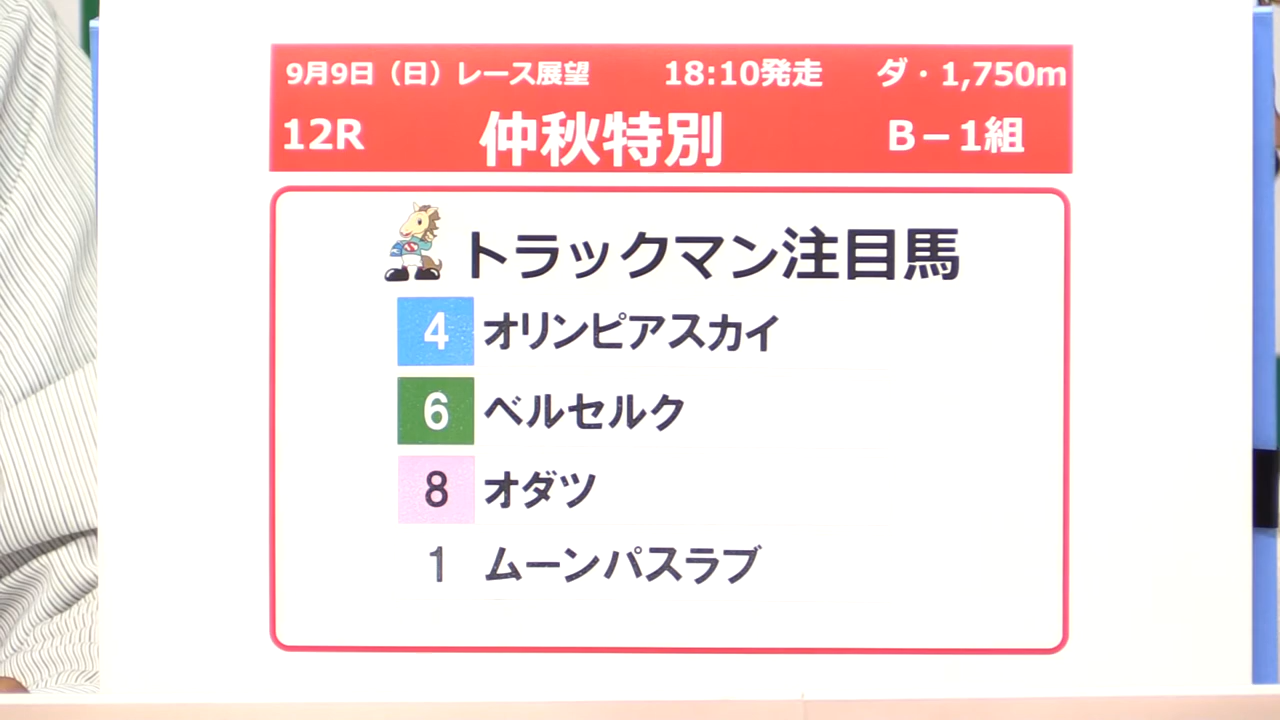 9月9日（日）レース展望 18:10発走 ダ・1,750m
12R 仲秋特別 B－1組
トラックマン注目馬
4 オリンピアスカイ
6 ベルセルク
8 オダツ
1 ムーンパスラブ